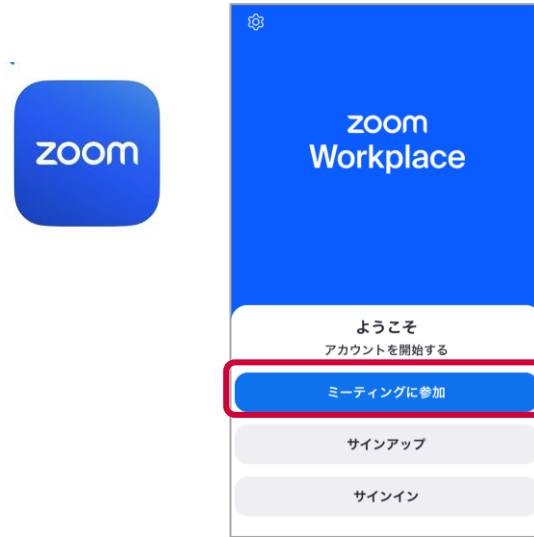 zoom
zoom
Workplace
ようこそ
アカウントを開始する
ミーティングに参加
サインアップ
サインイン